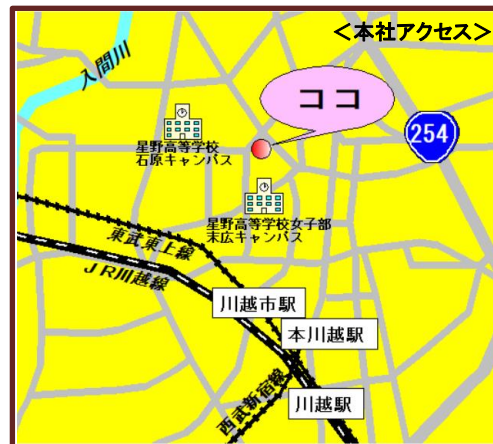 ＜本社アクセス＞
入間川
ココ
254
星野高等学校
石原キャンパス
星野高等学校女子部
末広キャンパス
東武東上線
JR川越線
川越市駅
本川越駅
西武新宿線
川越駅